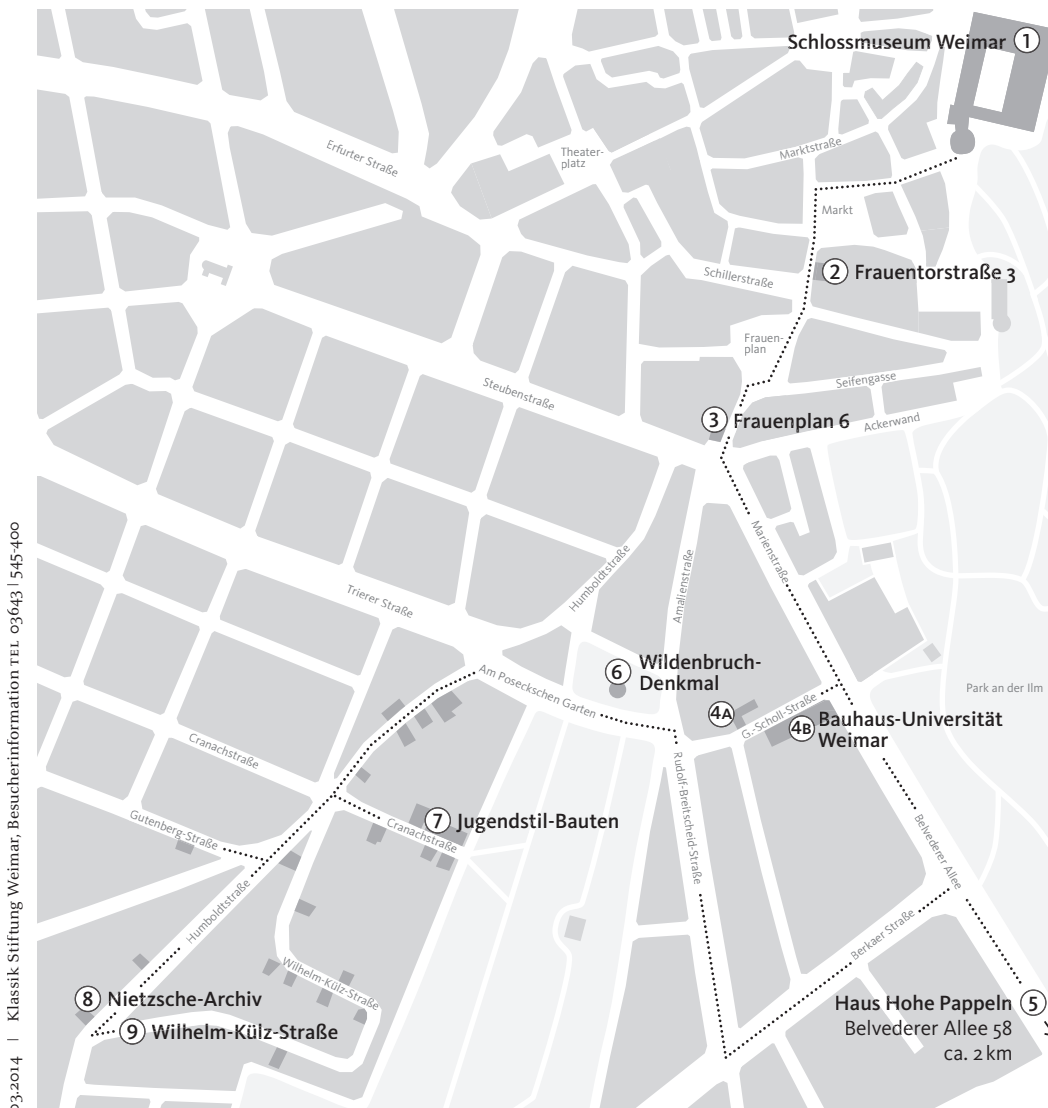 Schlossmuseum Weimar 1
Erfurter Straße
Theater-
platz
Marktstraße
Markt
Schillerstraße
2 Frauentorstraße 3
Frauen-
plan
Steubenstraße
Seifengasse
3 Frauenplan 6
Ackerwand
Marienstraße
Humboldtstraße
Amalienstraße
Trierer Straße
6 Wildenbruch-
Denkmal
Am Poseckschen Garten
Park an der Ilm
4A
G.-Scholl-Straße
4B Bauhaus-Universität
Weimar
Cranachstraße
Rudolf-Breitscheid-Straße
Gutenberg-Straße
7 Jugendstil-Bauten
Cranachstraße
Belvederer Allee
Humboldtstraße
Berkaer Straße
Wilhelm-Külz-Straße
8 Nietzsche-Archiv
9 Wilhelm-Külz-Straße
Haus Hohe Pappeln 5
Belvederer Allee 58
ca. 2 km
03.2014 | Klassik Stiftung Weimar, Besucherinformation TEL 03643 | 545-400